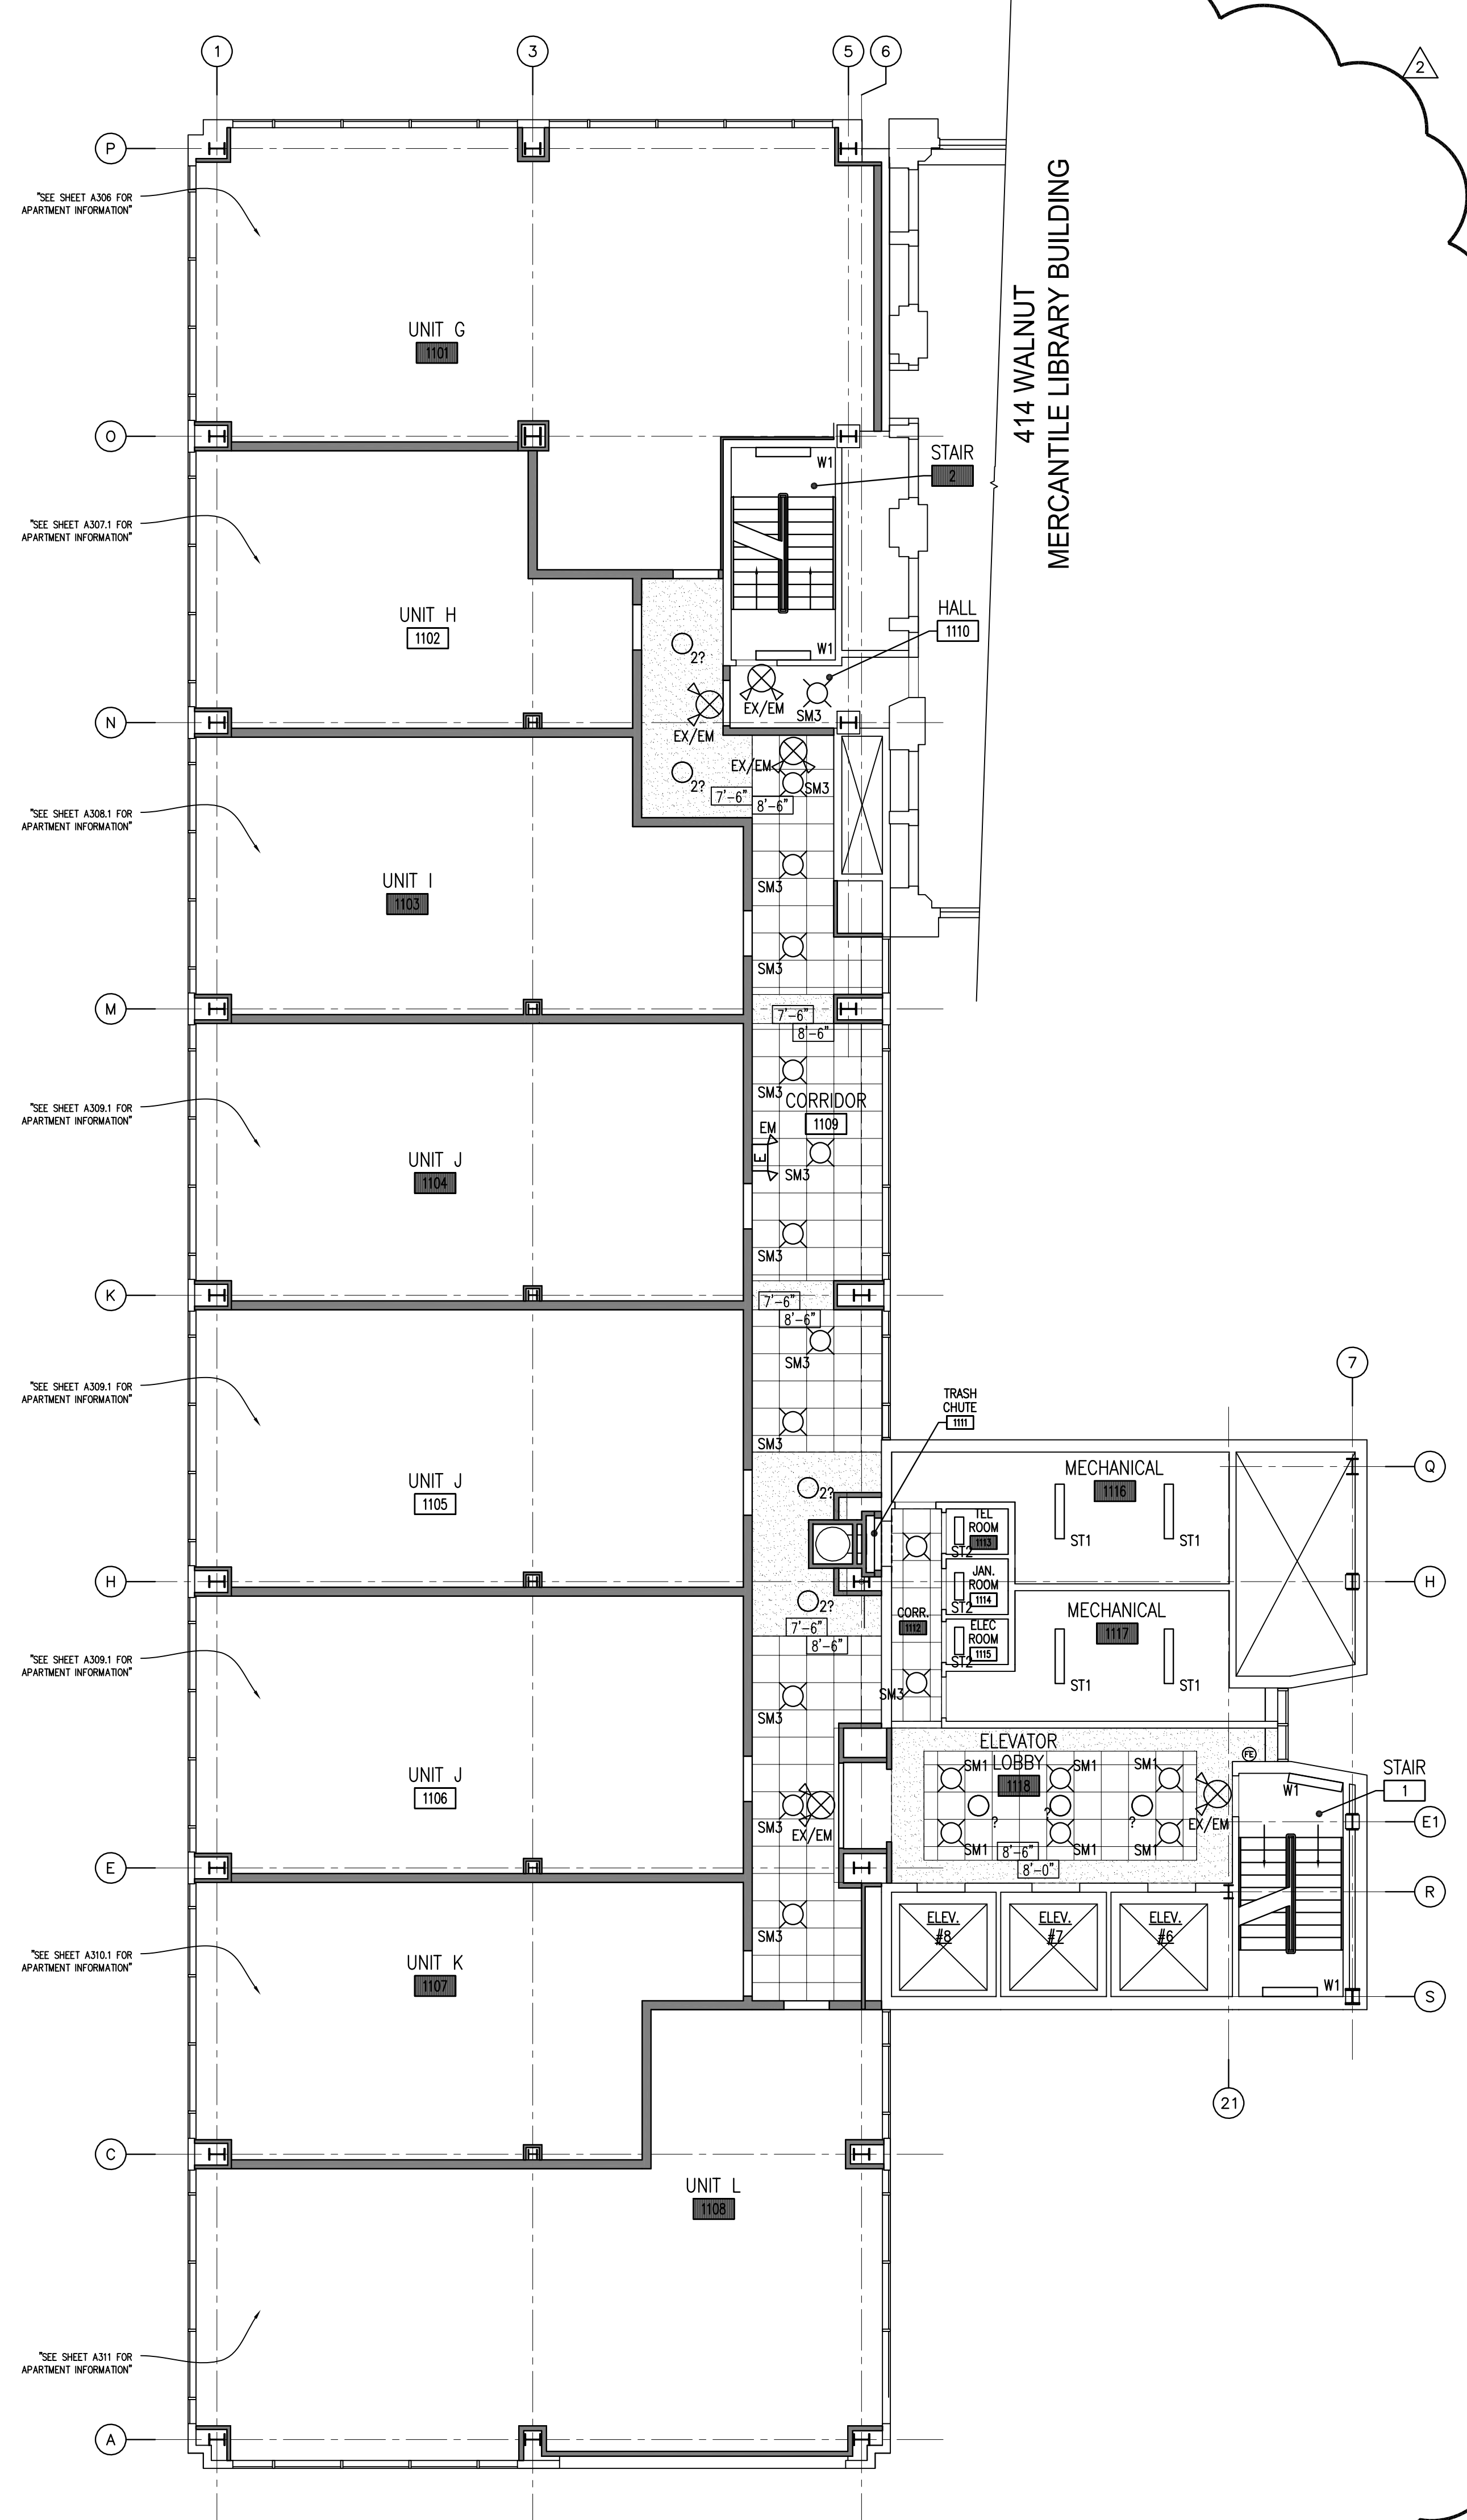 1
3
5
6
2
P
"SEE SHEET A306 FOR
APARTMENT INFORMATION"
414 WALNUT
MERCANTILE LIBRARY BUILDING
UNIT G
1101
O
W1
STAIR
2
"SEE SHEET A307.1 FOR
APARTMENT INFORMATION"
UNIT H
1102
HALL
1110
W1
2?
EX/EM
SM3
N
EX/EM
EX/EM
2?
SM3
7'-6"
8'-6"
"SEE SHEET A308.1 FOR
APARTMENT INFORMATION"
UNIT I
1103
SM3
SM3
M
7'-6"
8'-6"
SM3
CORRIDOR
1109
"SEE SHEET A309.1 FOR
APARTMENT INFORMATION"
EM
E
UNIT J
1104
SM3
SM3
K
7'-6"
8'-6"
SM3
7
"SEE SHEET A309.1 FOR
APARTMENT INFORMATION"
TRASH
CHUTE
1111
SM3
Q
MECHANICAL
1116
UNIT J
1105
2?
TEL
ROOM
1113
ST2
ST1
ST1
H
JAN.
ROOM
1114
ST2
H
2?
CORR.
1112
MECHANICAL
1117
7'-6"
8'-6"
ELEC
ROOM
1115
ST2
"SEE SHEET A309.1 FOR
APARTMENT INFORMATION"
SM3
ST1
ST1
SM3
ELEVATOR
LOBBY
1118
FE
UNIT J
1106
SM1
SM1
SM1
STAIR
1
W1
SM3
EX/EM
?
?
?
EX/EM
E1
SM1
SM1
SM1
8'-6"
8'-0"
E
R
SM3
ELEV.
#8
ELEV.
#7
ELEV.
#6
"SEE SHEET A310.1 FOR
APARTMENT INFORMATION"
UNIT K
1107
W1
S
21
C
UNIT L
1108
"SEE SHEET A311 FOR
APARTMENT INFORMATION"
A